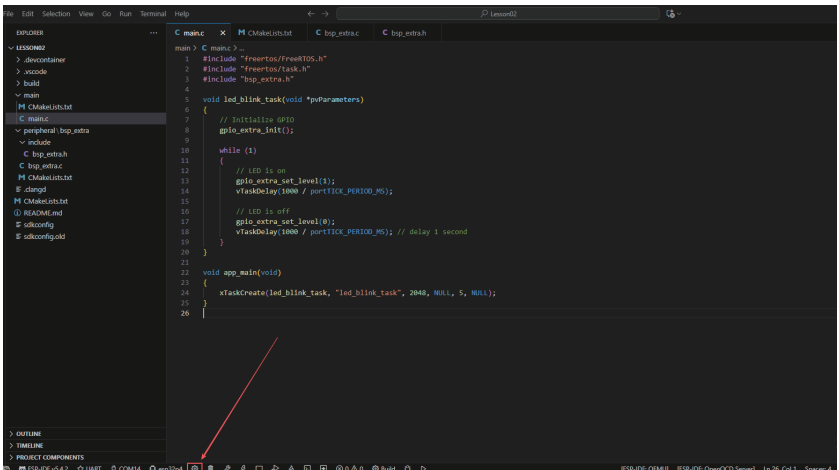 File Edit Selection View Go Run Terminal Help
Lesson02
EXPLORER
LESSON02
.devcontainer
.vscode
build
main
CMakeLists.txt
main.c
peripheral \ bsp_extra
include
bsp_extra.h
bsp_extra.c
CMakeLists.txt
.clangd
CMakeLists.txt
README.md
sdkconfig
sdkconfig.old
OUTLINE
TIMELINE
PROJECT COMPONENTS
main.c CMakeLists.txt bsp_extra.c bsp_extra.h
main > main.c > ...
1 #include "freertos/FreeRTOS.h"
2 #include "freertos/task.h"
3 #include "bsp_extra.h"
4
5 void led_blink_task(void *pvParameters)
6 {
7 // Initialize GPIO
8 gpio_extra_init();
9
10 while (1)
11 {
12 // LED is on
13 gpio_extra_set_level(1);
14 vTaskDelay(1000 / portTICK_PERIOD_MS);
15
16 // LED is off
17 gpio_extra_set_level(0);
18 vTaskDelay(1000 / portTICK_PERIOD_MS); // delay 1 second
19 }
20 }
21
22 void app_main(void)
23 {
24 xTaskCreate(led_blink_task, "led_blink_task", 2048, NULL, 5, NULL);
25 }
26
ESP-IDF v5.4.2 UART COM14 esp32p4 0 0 Build [ESP-IDF: QEMU] [ESP-IDF: OpenOCD Server] Ln 26, Col 1 Spaces: 4